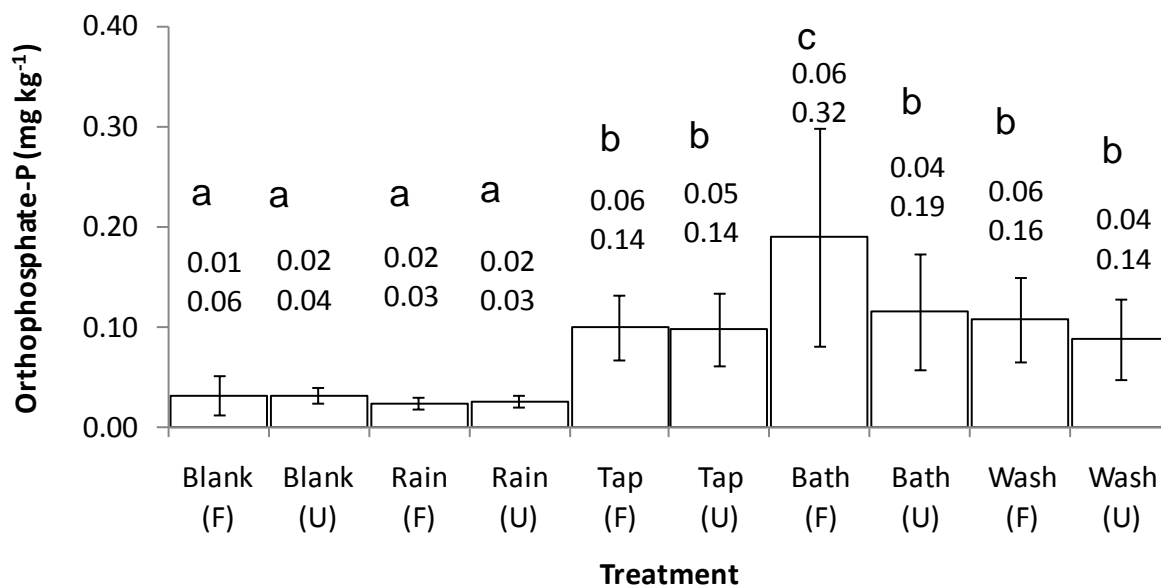 Orthophosphate-P (mg kg⁻¹)
0.40
0.30
0.20
0.10
0.00
a
0.01
0.06
a
0.02
0.04
a
0.02
0.03
a
0.02
0.03
b
0.06
0.14
b
0.05
0.14
c
0.06
0.32
b
0.04
0.19
b
0.06
0.16
b
0.04
0.14
Blank
(F)
Blank
(U)
Rain
(F)
Rain
(U)
Tap
(F)
Tap
(U)
Bath
(F)
Bath
(U)
Wash
(F)
Wash
(U)
Treatment